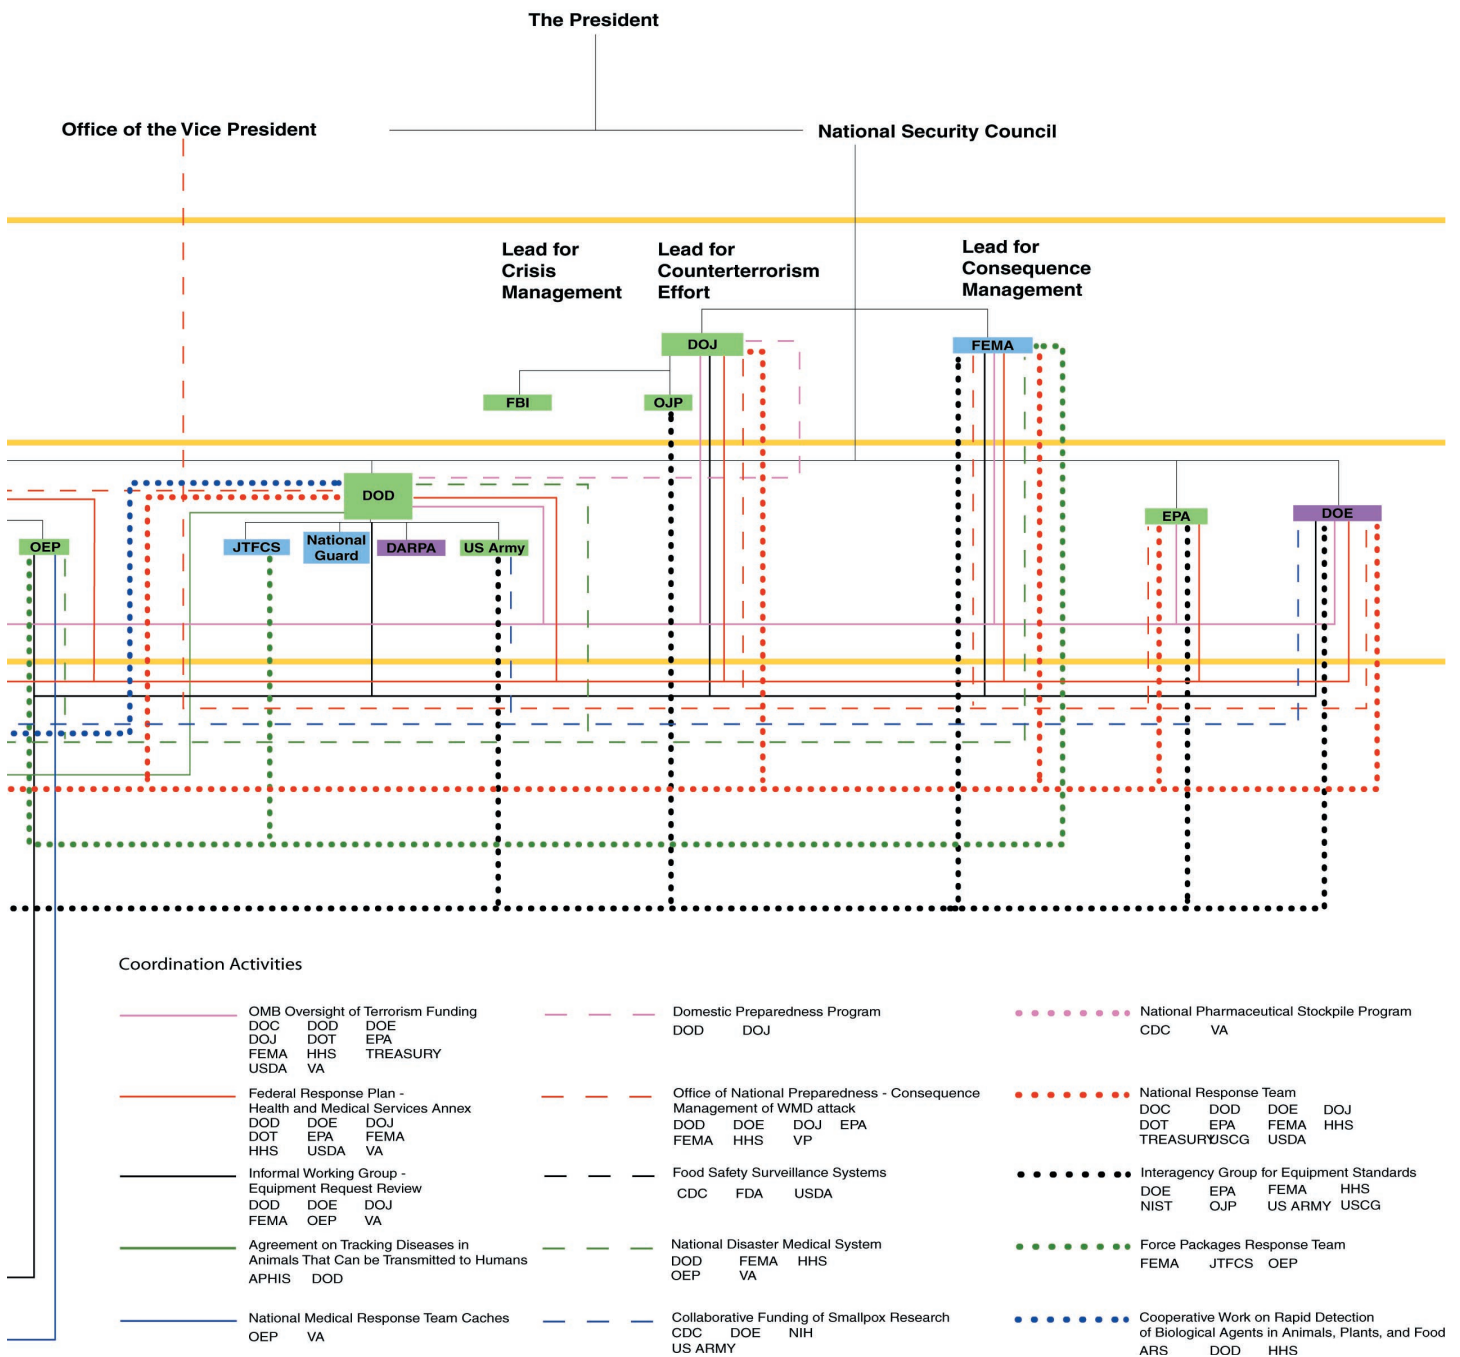 The President
Office of the Vice President
National Security Council
Lead for
Crisis
Management
Lead for
Counterterrorism
Effort
Lead for
Consequence
Management
DOJ
FEMA
FBI
OJP
DOD
EPA
DOE
OEP
JTFCS
National
Guard
DARPA
US Army
Coordination Activities
OMB Oversight of Terrorism Funding
DOC DOD DOE
DOJ DOT EPA
FEMA HHS TREASURY
USDA VA
Domestic Preparedness Program
DOD DOJ
National Pharmaceutical Stockpile Program
CDC VA
Federal Response Plan -
Health and Medical Services Annex
DOD DOE DOJ
DOT EPA FEMA
HHS USDA VA
Office of National Preparedness - Consequence
Management of WMD attack
DOD DOE DOJ EPA
FEMA HHS VP
National Response Team
DOC DOD DOE DOJ
DOT EPA FEMA HHS
TREASURY USCG USDA
Informal Working Group -
Equipment Request Review
DOD DOE DOJ
FEMA OEP VA
Food Safety Surveillance Systems
CDC FDA USDA
Interagency Group for Equipment Standards
DOE EPA FEMA HHS
NIST OJP US ARMY USCG
Agreement on Tracking Diseases in
Animals That Can be Transmitted to Humans
APHIS DOD
National Disaster Medical System
DOD FEMA HHS
OEP VA
Force Packages Response Team
FEMA JTFCS OEP
National Medical Response Team Caches
OEP VA
Collaborative Funding of Smallpox Research
CDC DOE NIH
US ARMY
Cooperative Work on Rapid Detection
of Biological Agents in Animals, Plants, and Food
ARS DOD HHS